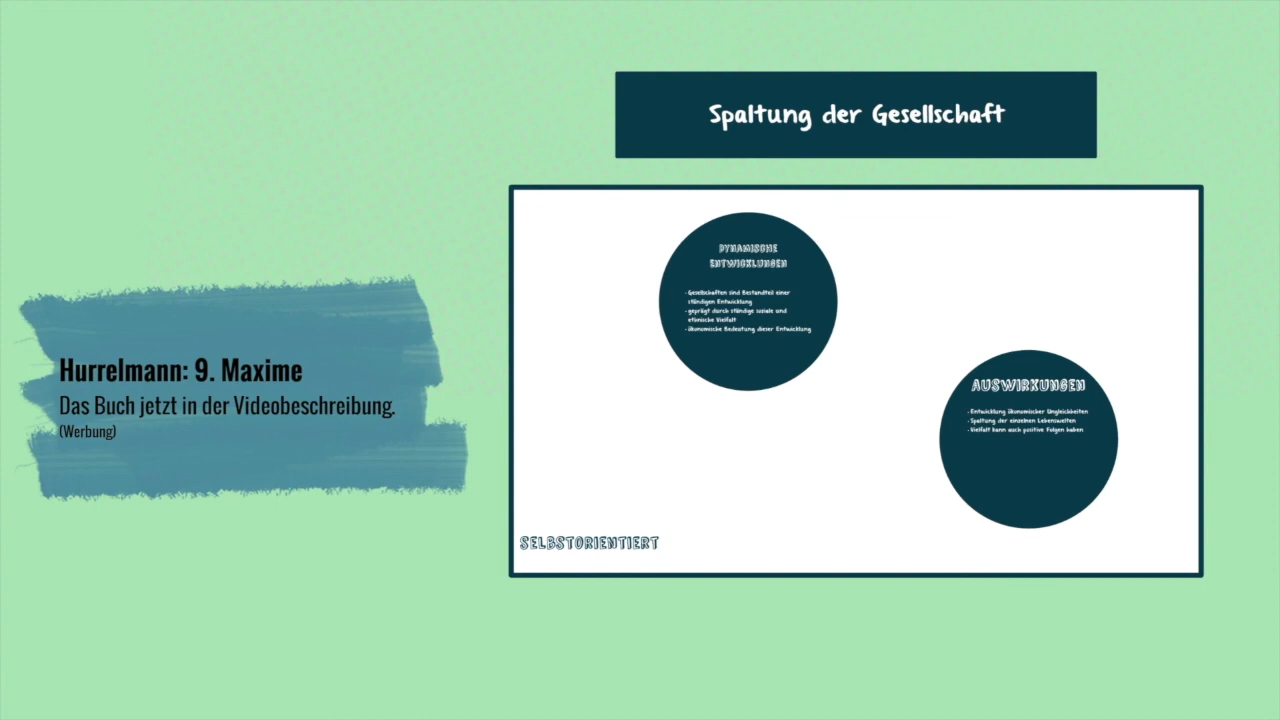 Spaltung der Gesellschaft
DYNAMISCHE
ENTWICKLUNGEN
- Gesellschaften sind Bestandteil einer
ständigen Entwicklung
- geprägt durch ständige soziale und
ethnische Vielfalt
- ökonomische Bedeutung dieser Entwicklung
AUSWIRKUNGEN
- Entwicklung ökonomischer Ungleichheiten
- Spaltung der einzelnen Lebenswelten
- Vielfalt kann auch positive Folgen haben
SELBSTORIENTIERT
Hurrelmann: 9. Maxime
Das Buch jetzt in der Videobeschreibung.
(Werbung)